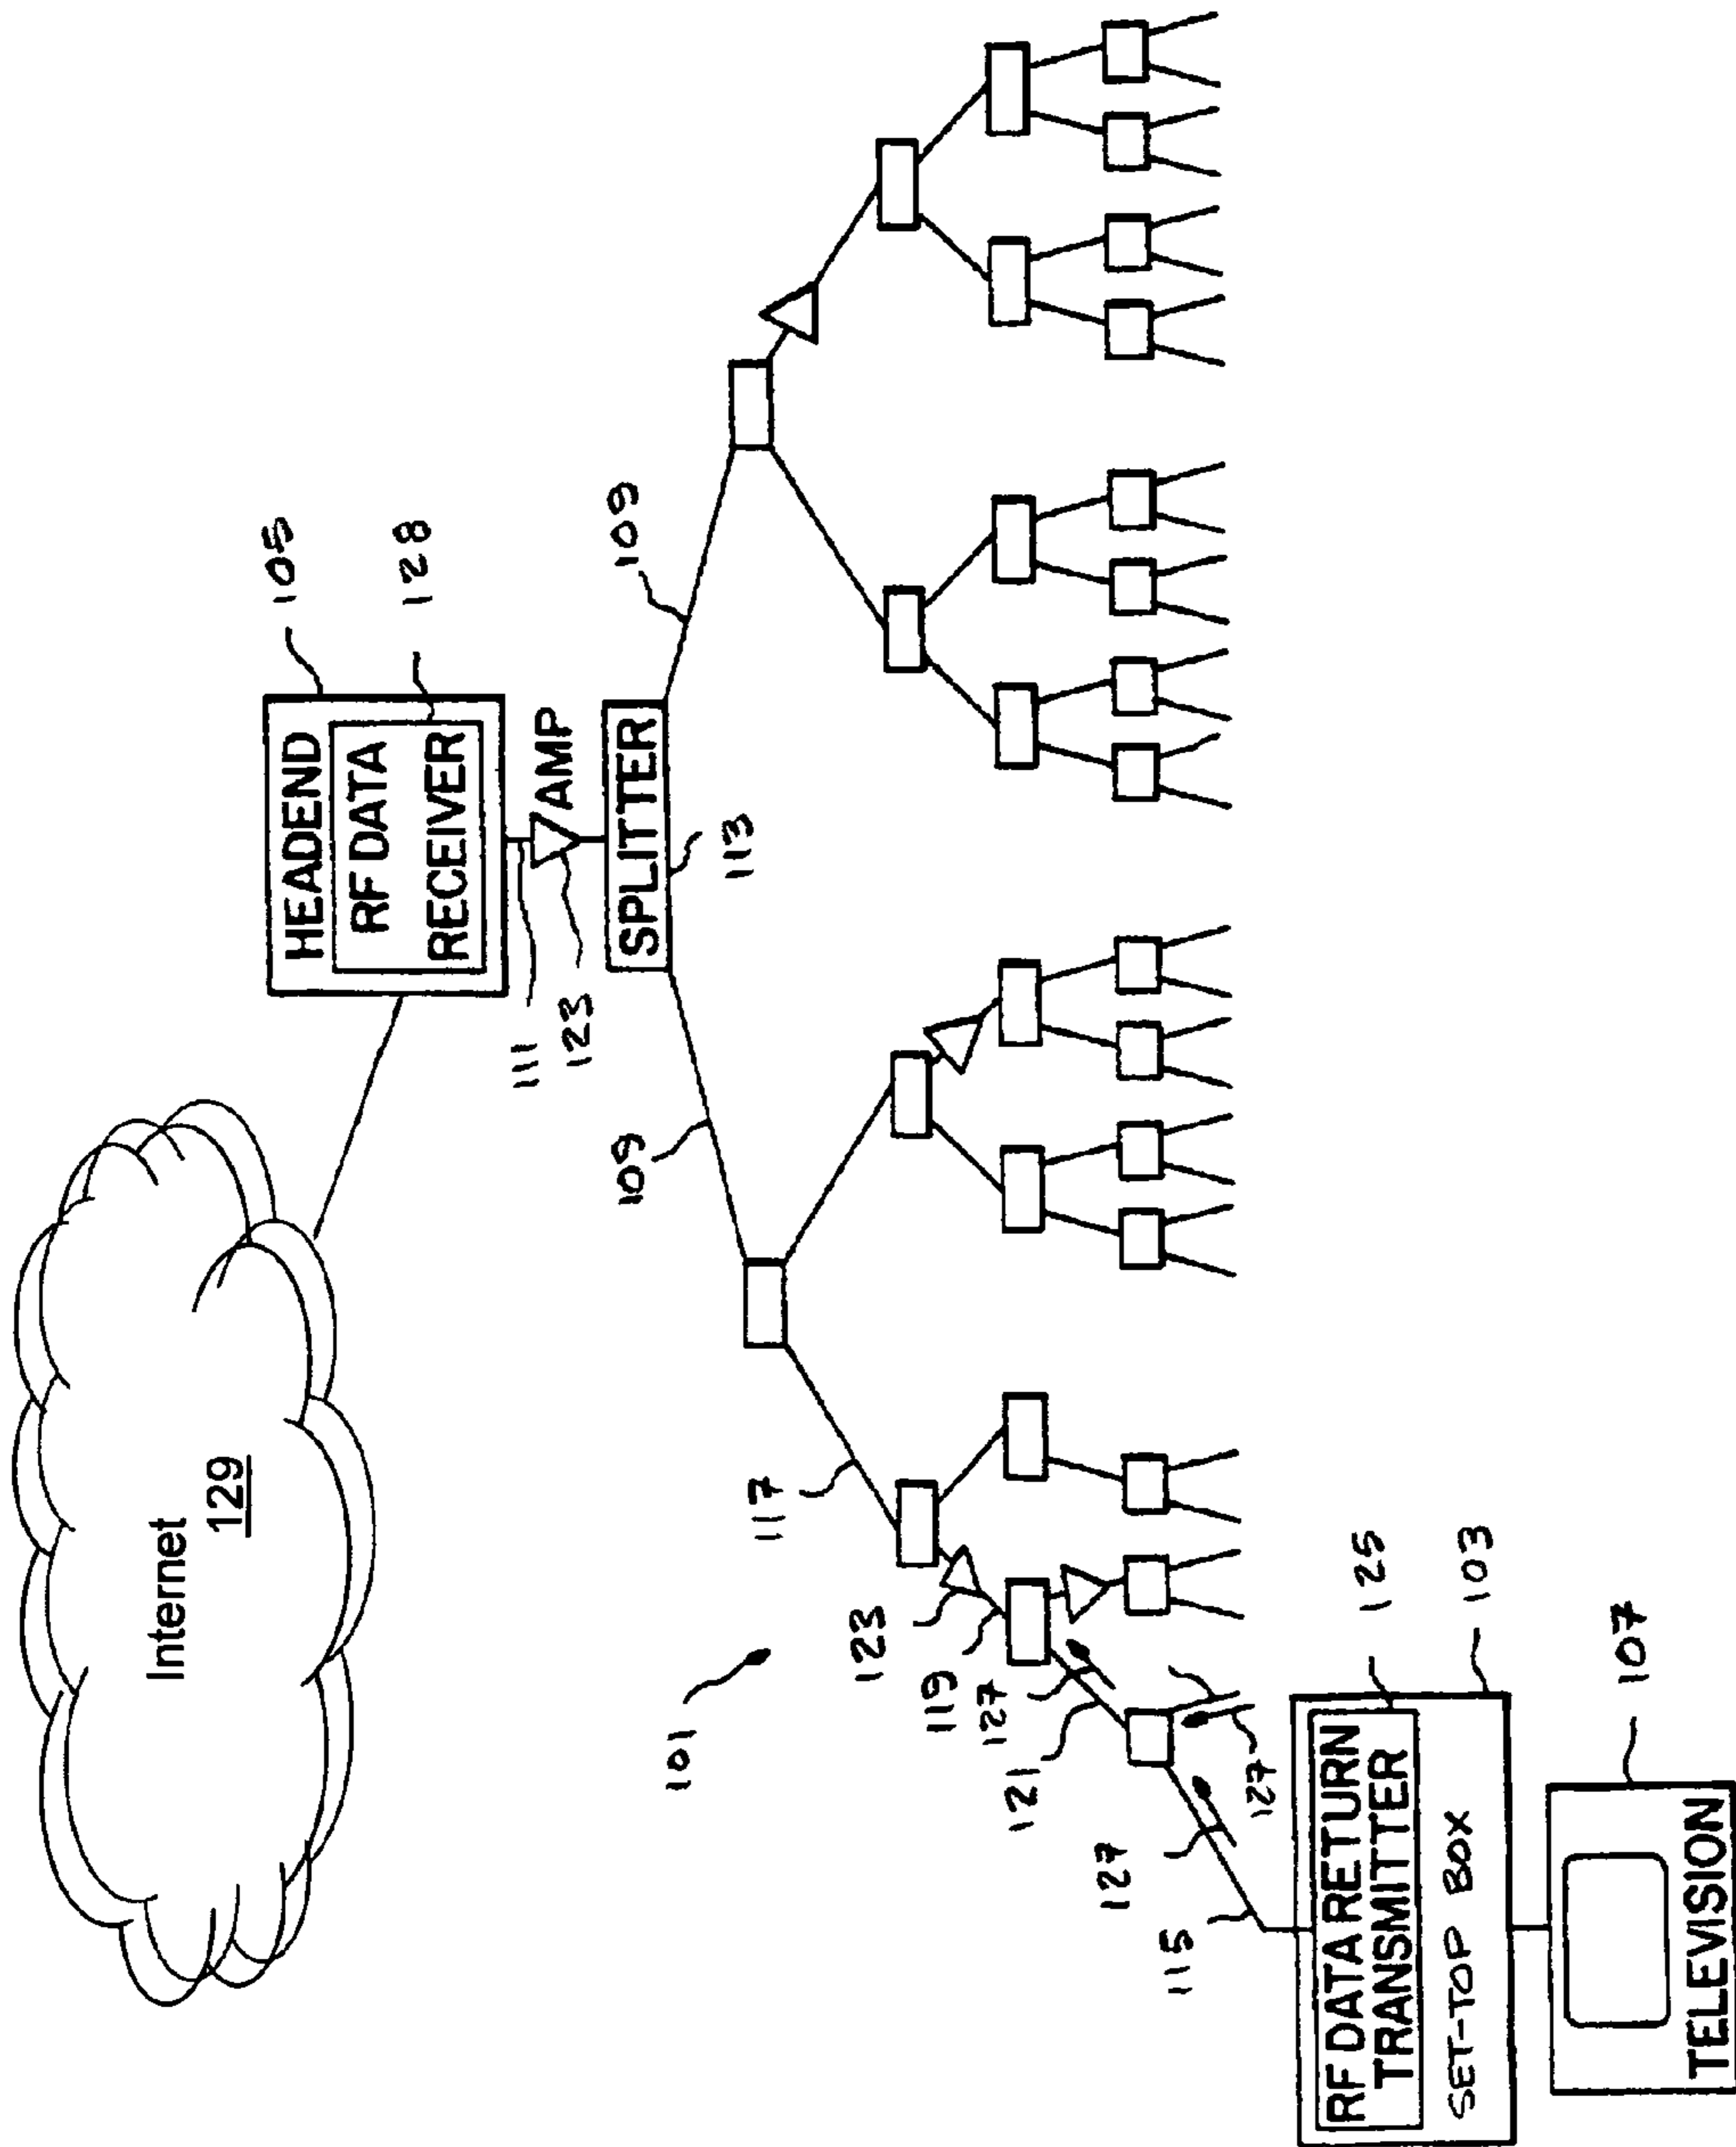 Internet
129
105
HEADEND
128
RF DATA
RECEIVER
111
AMP
123
SPLITTER
113
109
109
117
101
123
119
127
121
127
127
115
RF DATA RETURN
TRANSMITTER
125
SET-TOP BOX
103
107
TELEVISION